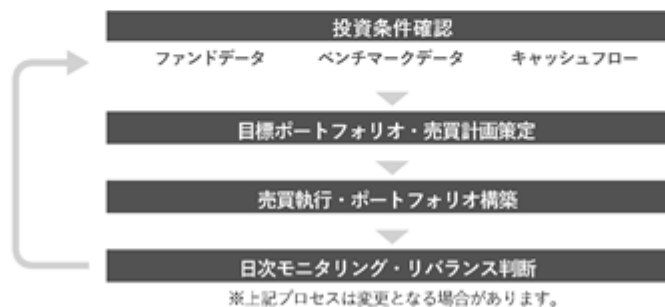 投資条件確認
ファンドデータ　ベンチマークデータ　キャッシュフロー
目標ポートフォリオ・売買計画策定
売買執行・ポートフォリオ構築
日次モニタリング・リバランス判断
※上記プロセスは変更となる場合があります。